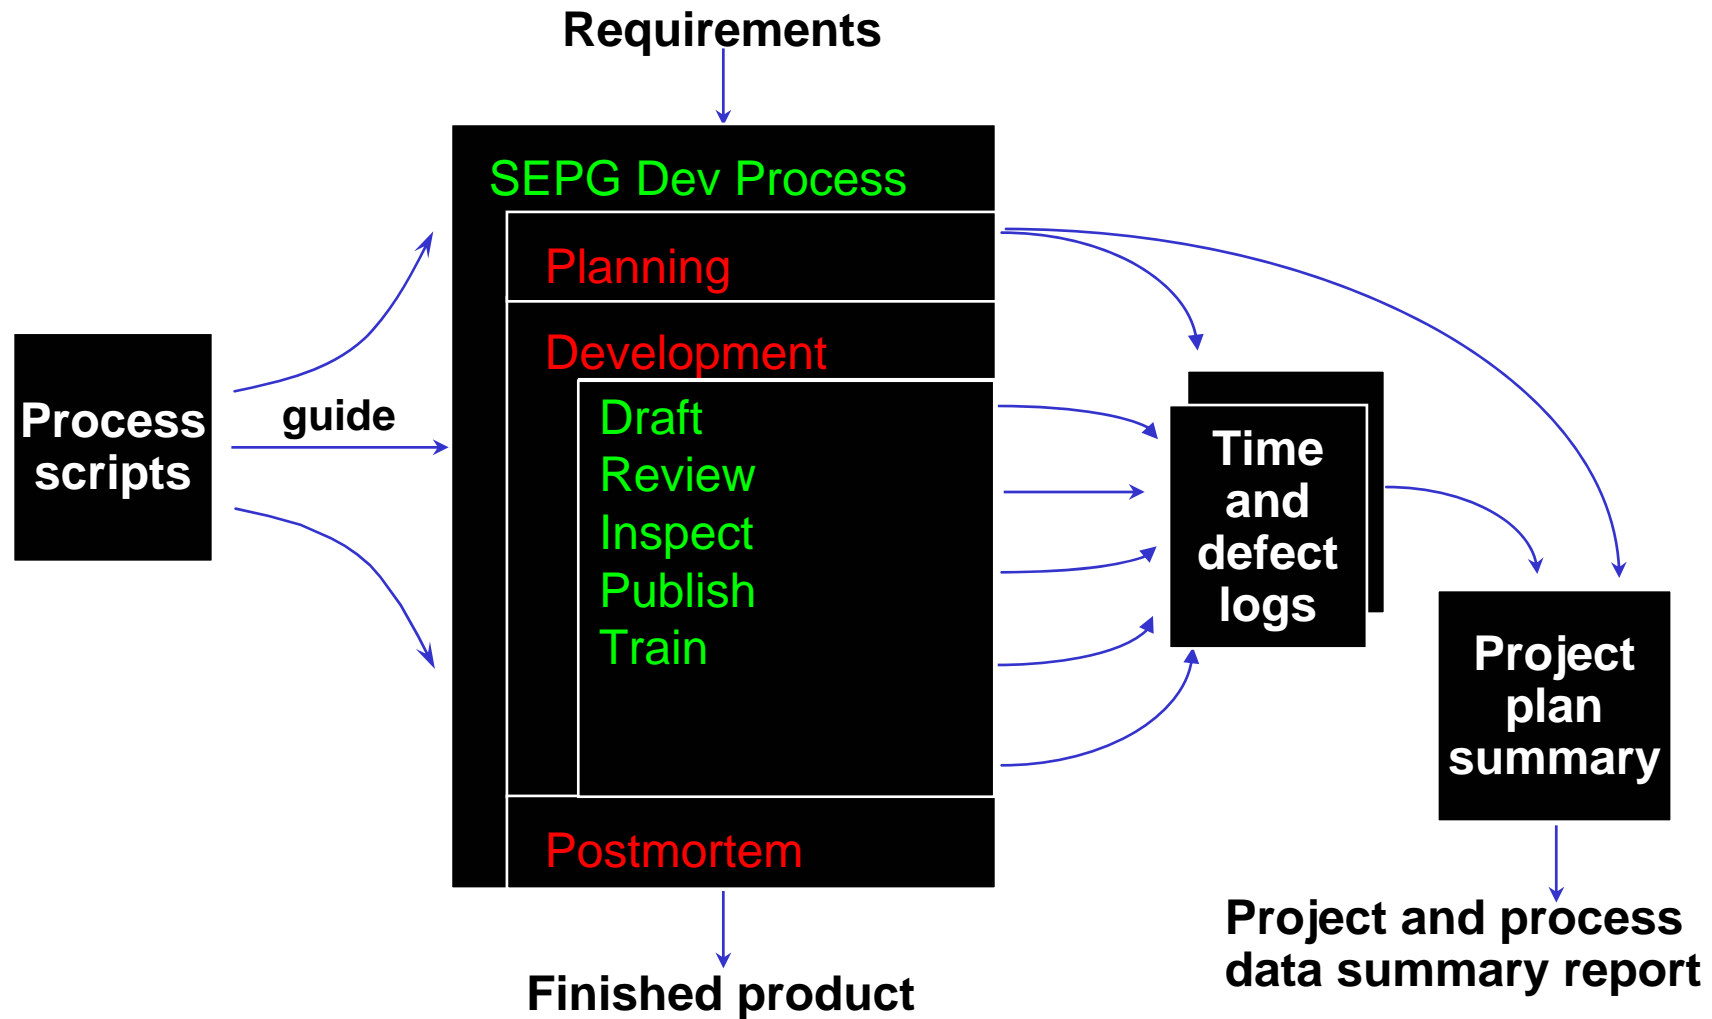 Requirements
SEPG Dev Process
Planning
Development
Draft
Review
Inspect
Publish
Train
Postmortem
Finished product
Process
scripts
guide
Time
and
defect
logs
Project
plan
summary
Project and process
data summary report